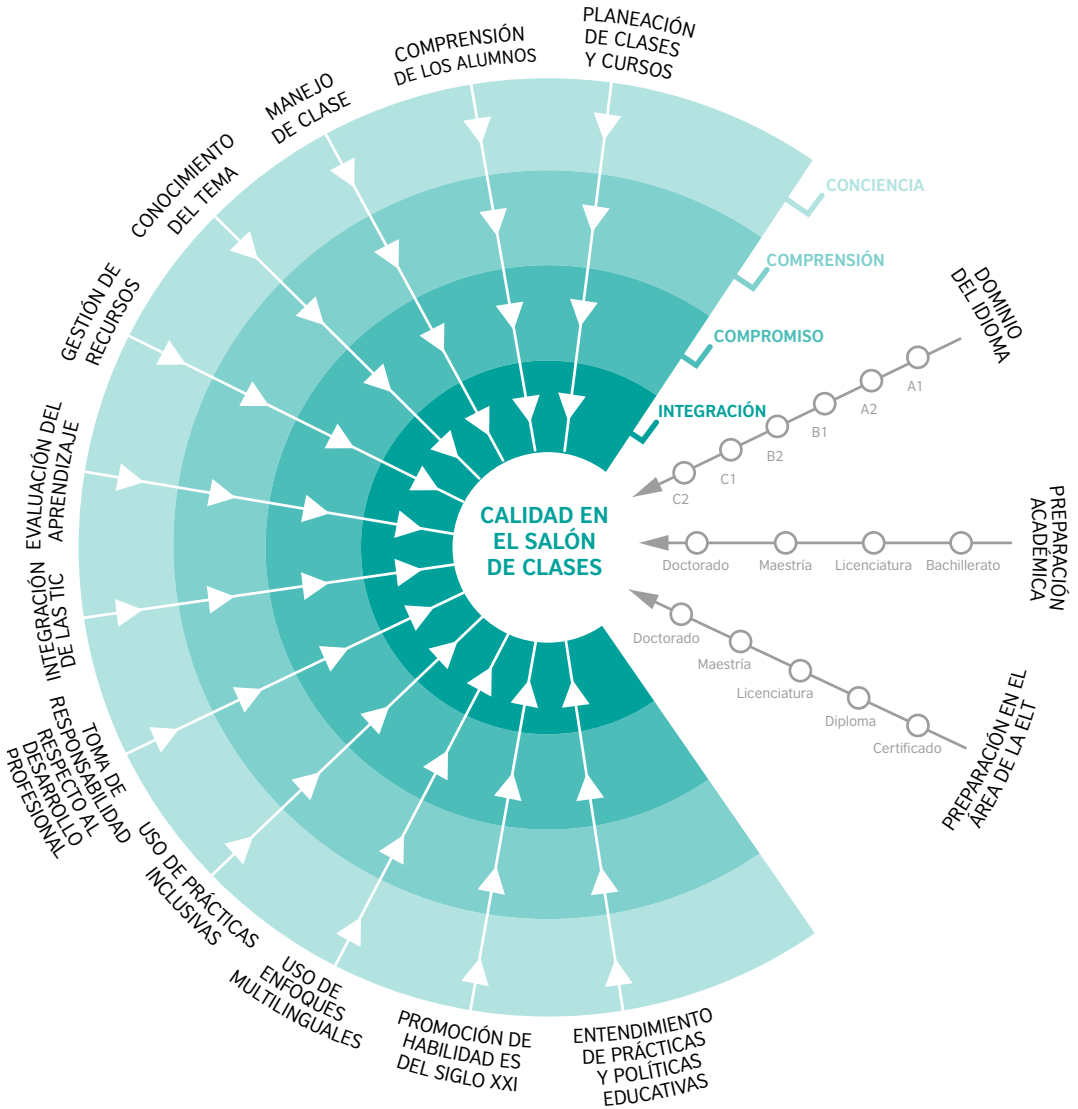 PLANEACIÓN
DE CLASES
Y CURSOS
COMPRENSIÓN
DE LOS ALUMNOS
MANEJO
DE CLASE
CONOCIMIENTO
DEL TEMA
GESTIÓN DE
RECURSOS
EVALUACIÓN DEL
APRENDIZAJE
INTEGRACIÓN
DE LAS TIC
TOMA DE
RESPONSABILIDAD
RESPECTO AL
DESARROLLO
PROFESIONAL
USO DE PRÁCTICAS
INCLUSIVAS
USO DE
ENFOQUES
MULTILINGUALES
PROMOCIÓN DE
HABILIDAD ES
DEL SIGLO XXI
ENTENDIMIENTO
DE PRÁCTICAS
Y POLÍTICAS
EDUCATIVAS
CONCIENCIA
COMPRENSIÓN
COMPROMISO
INTEGRACIÓN
CALIDAD EN
EL SALÓN
DE CLASES
DOMINIO
DEL IDIOMA
A1
A2
B1
B2
C1
C2
PREPARACIÓN
ACADÉMICA
Doctorado
Maestría
Licenciatura
Bachillerato
PREPARACIÓN EN EL
ÁREA DE LA ELT
Doctorado
Maestría
Licenciatura
Diploma
Certificado